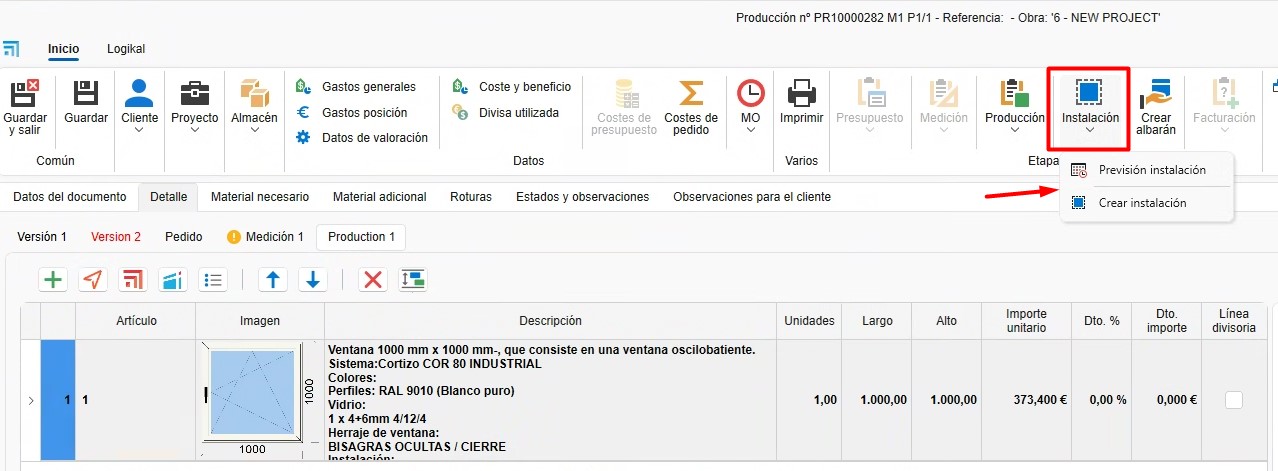 Producción nº PR10000282 M1 P1/1 - Referencia:  - Obra: '6 - NEW PROJECT'
Inicio
Logikal
Guardar y salir
Guardar
Común
Cliente
Proyecto
Almacén
Gastos generales
Gastos posición
Datos de valoración
Coste y beneficio
Divisa utilizada
Costes de presupuesto
Costes de pedido
Datos
MO
Imprimir
Varios
Presupuesto
Medición
Producción
Instalación
Crear albarán
Facturación
Etapa
Previsión instalación
Crear instalación
Datos del documento
Detalle
Material necesario
Material adicional
Roturas
Estados y observaciones
Observaciones para el cliente
Versión 1
Version 2
Pedido
Medición 1
Production 1
Artículo
Imagen
Descripción
Unidades
Largo
Alto
Importe unitario
Dto. %
Dto. importe
Línea divisoria
1
1
1000
1000
Ventana 1000 mm x 1000 mm-, que consiste en una ventana oscilobatiente.
Sistema:Cortizo COR 80 INDUSTRIAL
Colores:
Perfiles: RAL 9010 (Blanco puro)
Vidrio:
1 x 4+6mm 4/12/4
Herraje de ventana:
BISAGRAS OCULTAS / CIERRE
Instalación:
1,00
1.000,00
1.000,00
373,400 €
0,00 %
0,000 €